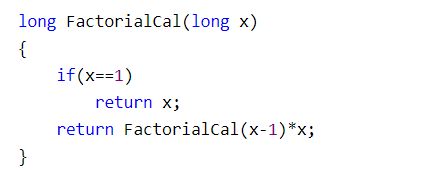 long FactorialCal(long x)
{
    if(x==1)
        return x;
    return FactorialCal(x-1)*x;
}